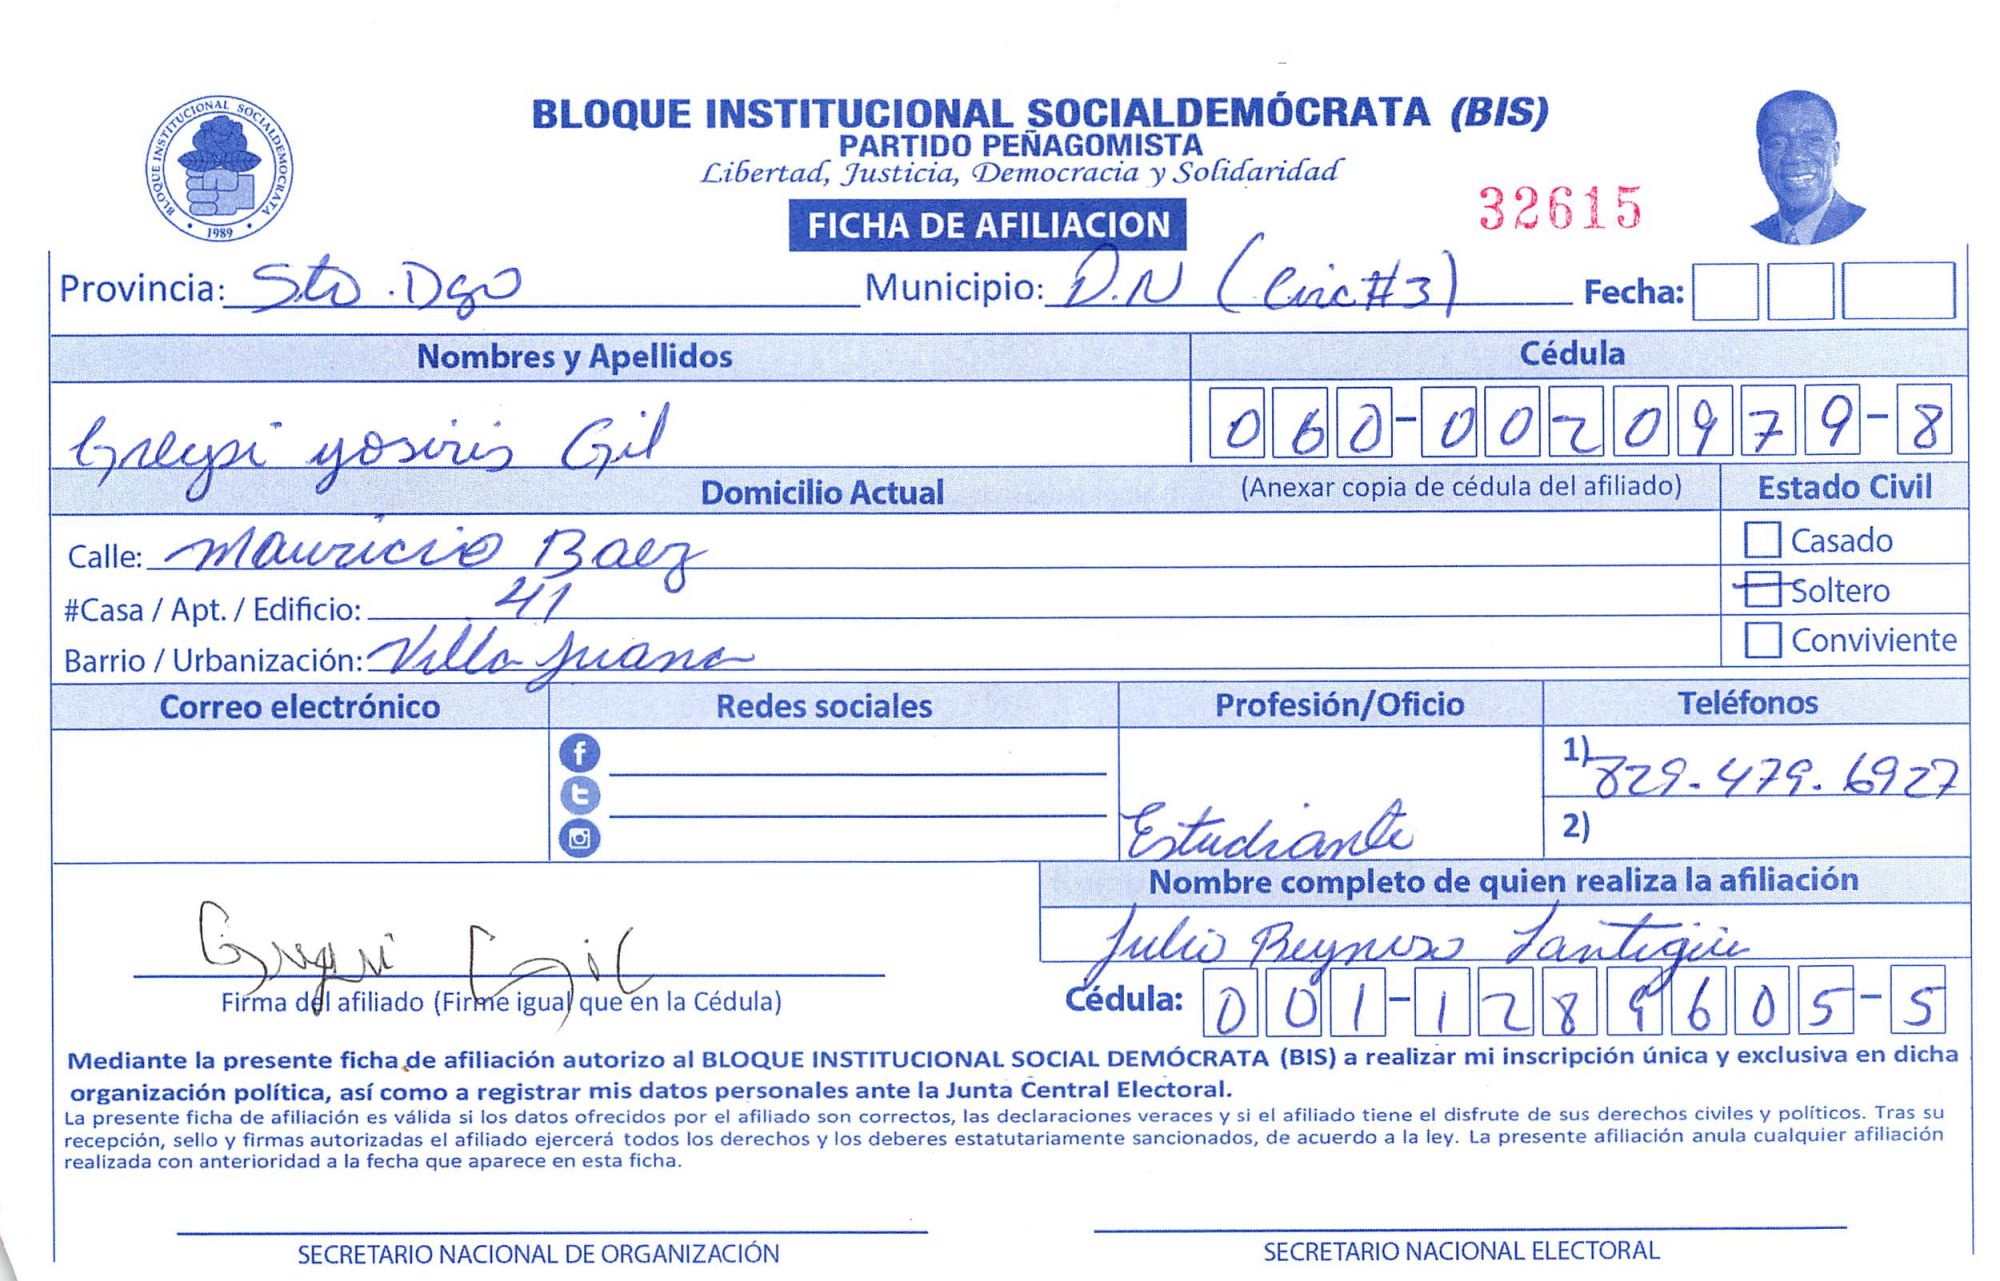 BLOQUE INSTITUCIONAL SOCIALDEMOCRATA
1989
BLOQUE INSTITUCIONAL SOCIALDEMÓCRATA (BIS)
PARTIDO PEÑAGOMISTA
Libertad, Justicia, Democracia y Solidaridad
32615
FICHA DE AFILIACION
Provincia: Sto. Dgo Municipio: D.N (Circ#3) Fecha:
Nombres y Apellidos Cédula
Greysi yosiris Gil 060-0020979-8
Domicilio Actual (Anexar copia de cédula del afiliado) Estado Civil
Calle: Mauricio Baez Casado
#Casa / Apt. / Edificio: 41 Soltero
Barrio / Urbanización: Villa Juana Conviviente
Correo electrónico Redes sociales Profesión/Oficio Teléfonos
1) 829-479-6927
Estudiante 2)
Nombre completo de quien realiza la afiliación
Julio Reynoso Santigüe
Greysi Gil
Firma del afiliado (Firme igual que en la Cédula) Cédula: 001-1289605-5
Mediante la presente ficha de afiliación autorizo al BLOQUE INSTITUCIONAL SOCIAL DEMÓCRATA (BIS) a realizar mi inscripción única y exclusiva en dicha
organización política, así como a registrar mis datos personales ante la Junta Central Electoral.
La presente ficha de afiliación es válida si los datos ofrecidos por el afiliado son correctos, las declaraciones veraces y si el afiliado tiene el disfrute de sus derechos civiles y políticos. Tras su
recepción, sello y firmas autorizadas el afiliado ejercerá todos los derechos y los deberes estatutariamente sancionados, de acuerdo a la ley. La presente afiliación anula cualquier afiliación
realizada con anterioridad a la fecha que aparece en esta ficha.
SECRETARIO NACIONAL DE ORGANIZACIÓN SECRETARIO NACIONAL ELECTORAL